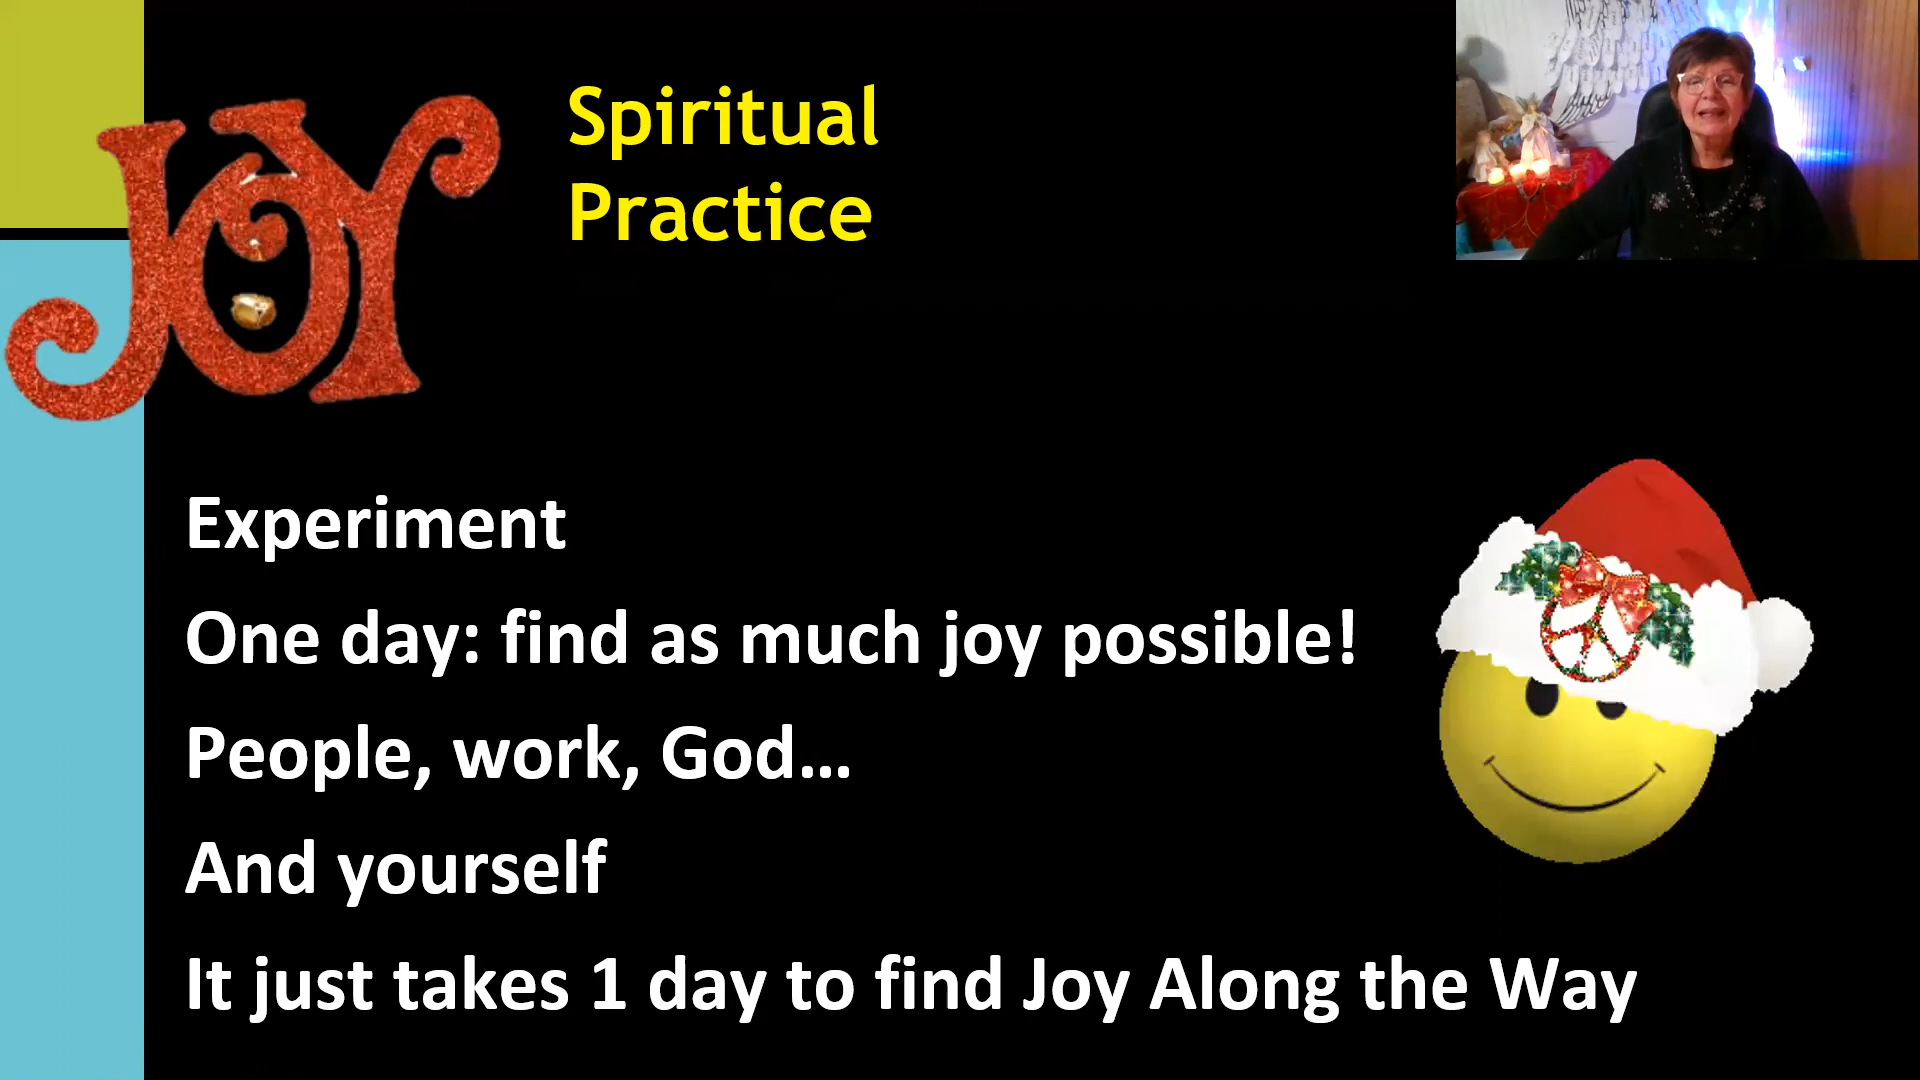 JOY
Spiritual
Practice
Experiment
One day: find as much joy possible!
People, work, God...
And yourself
It just takes 1 day to find Joy Along the Way